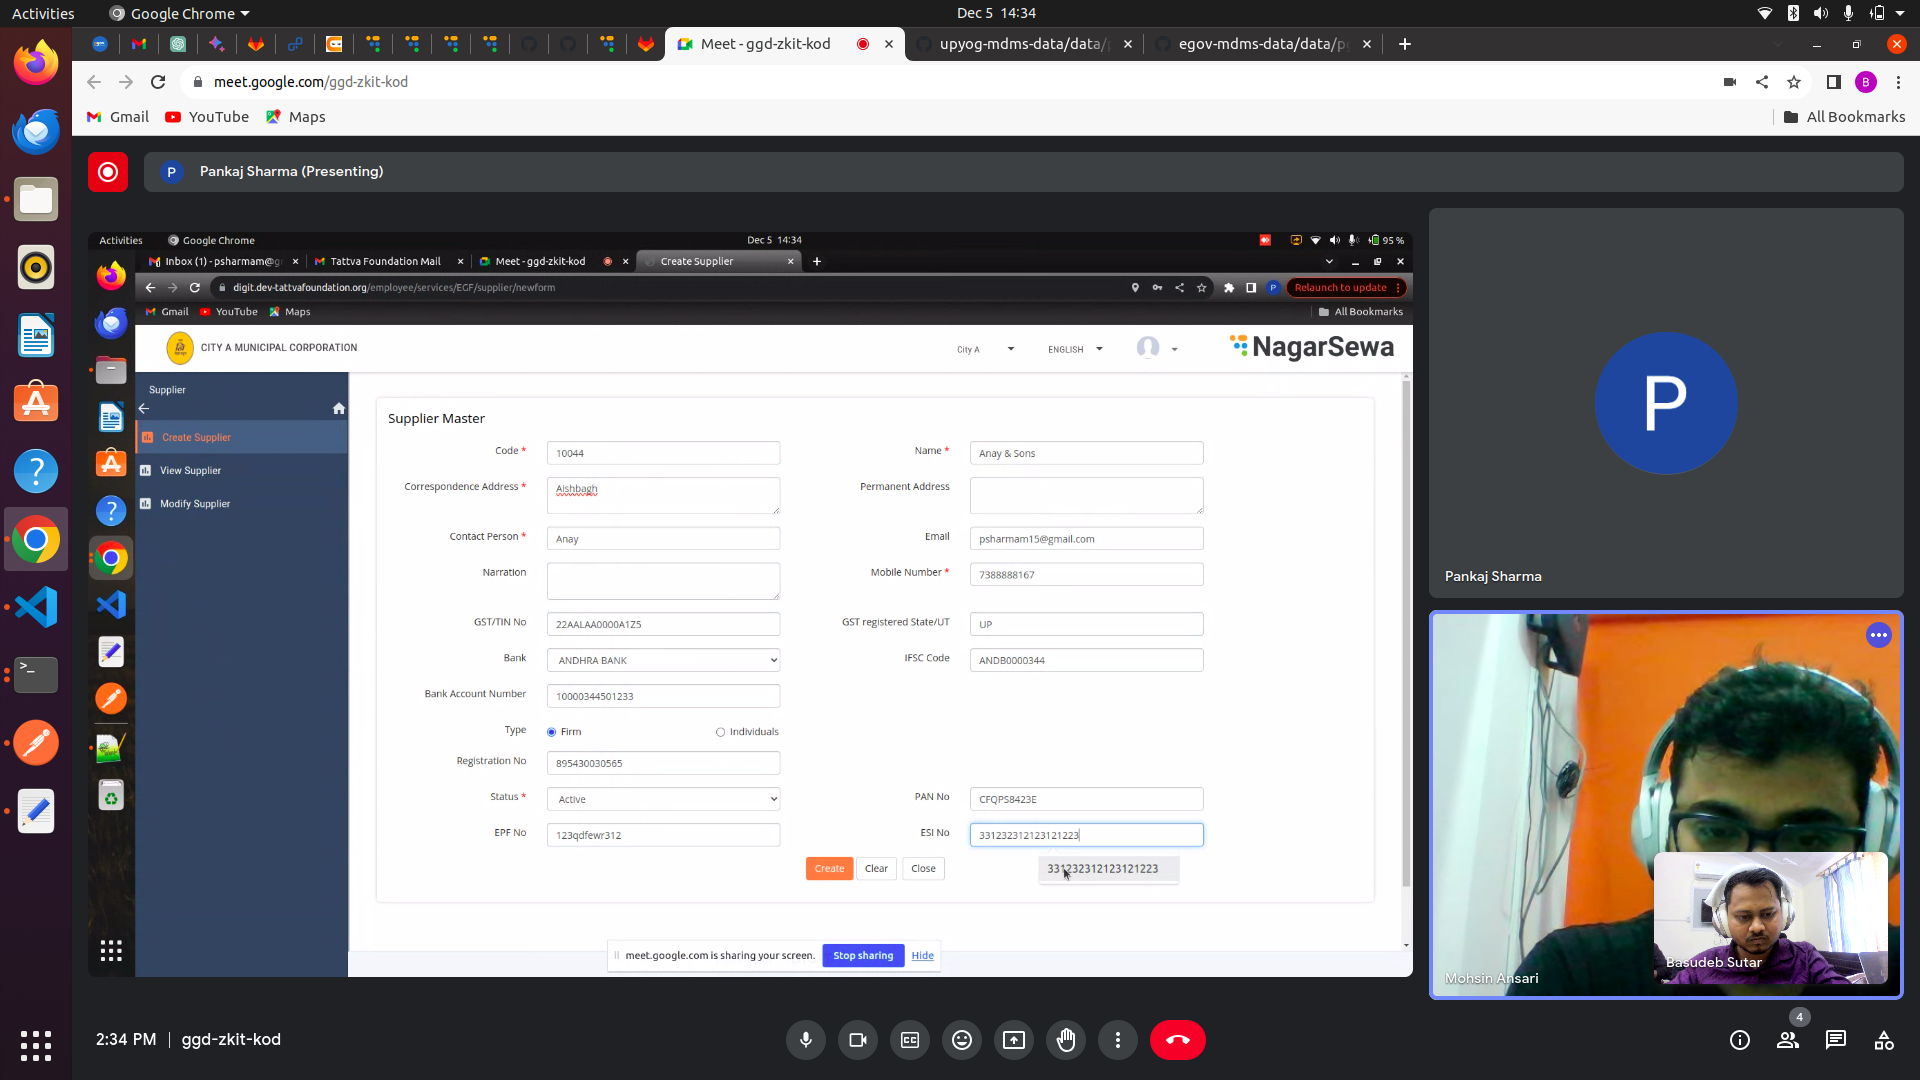 Activities Google Chrome Dec 5 14:34
Meet - ggd-zkit-kod upyog-mdms-data/data/ egov-mdms-data/data/p
meet.google.com/ggd-zkit-kod B
Gmail YouTube Maps All Bookmarks
P Pankaj Sharma (Presenting)
Activities Google Chrome Dec 5 14:34 95 %
Inbox (1) - psharmam@g Tattva Foundation Mail Meet - ggd-zkit-kod Create Supplier
digit.dev-tattvafoundation.org/employee/services/EGF/supplier/newform P Relaunch to update
Gmail YouTube Maps All Bookmarks
CITY A MUNICIPAL CORPORATION City A ENGLISH NagarSewa
Supplier
Create Supplier
View Supplier
Modify Supplier
Supplier Master
Code * 10044 Name * Anay & Sons
Correspondence Address * Aishbagh Permanent Address
Contact Person * Anay Email psharmam15@gmail.com
Narration Mobile Number * 7388888167
GST/TIN No 22AALAA0000A1Z5 GST registered State/UT UP
Bank ANDHRA BANK IFSC Code ANDB0000344
Bank Account Number 10000344501233
Type Firm Individuals
Registration No 895430030565
Status * Active PAN No CFQPS8423E
EPF No 123qdfewr312 ESI No 331232312123121223
Create Clear Close 331232312123121223
meet.google.com is sharing your screen. Stop sharing Hide
P
Pankaj Sharma
Basudeb Sutar
Mohsin Ansari
2:34 PM ggd-zkit-kod 4